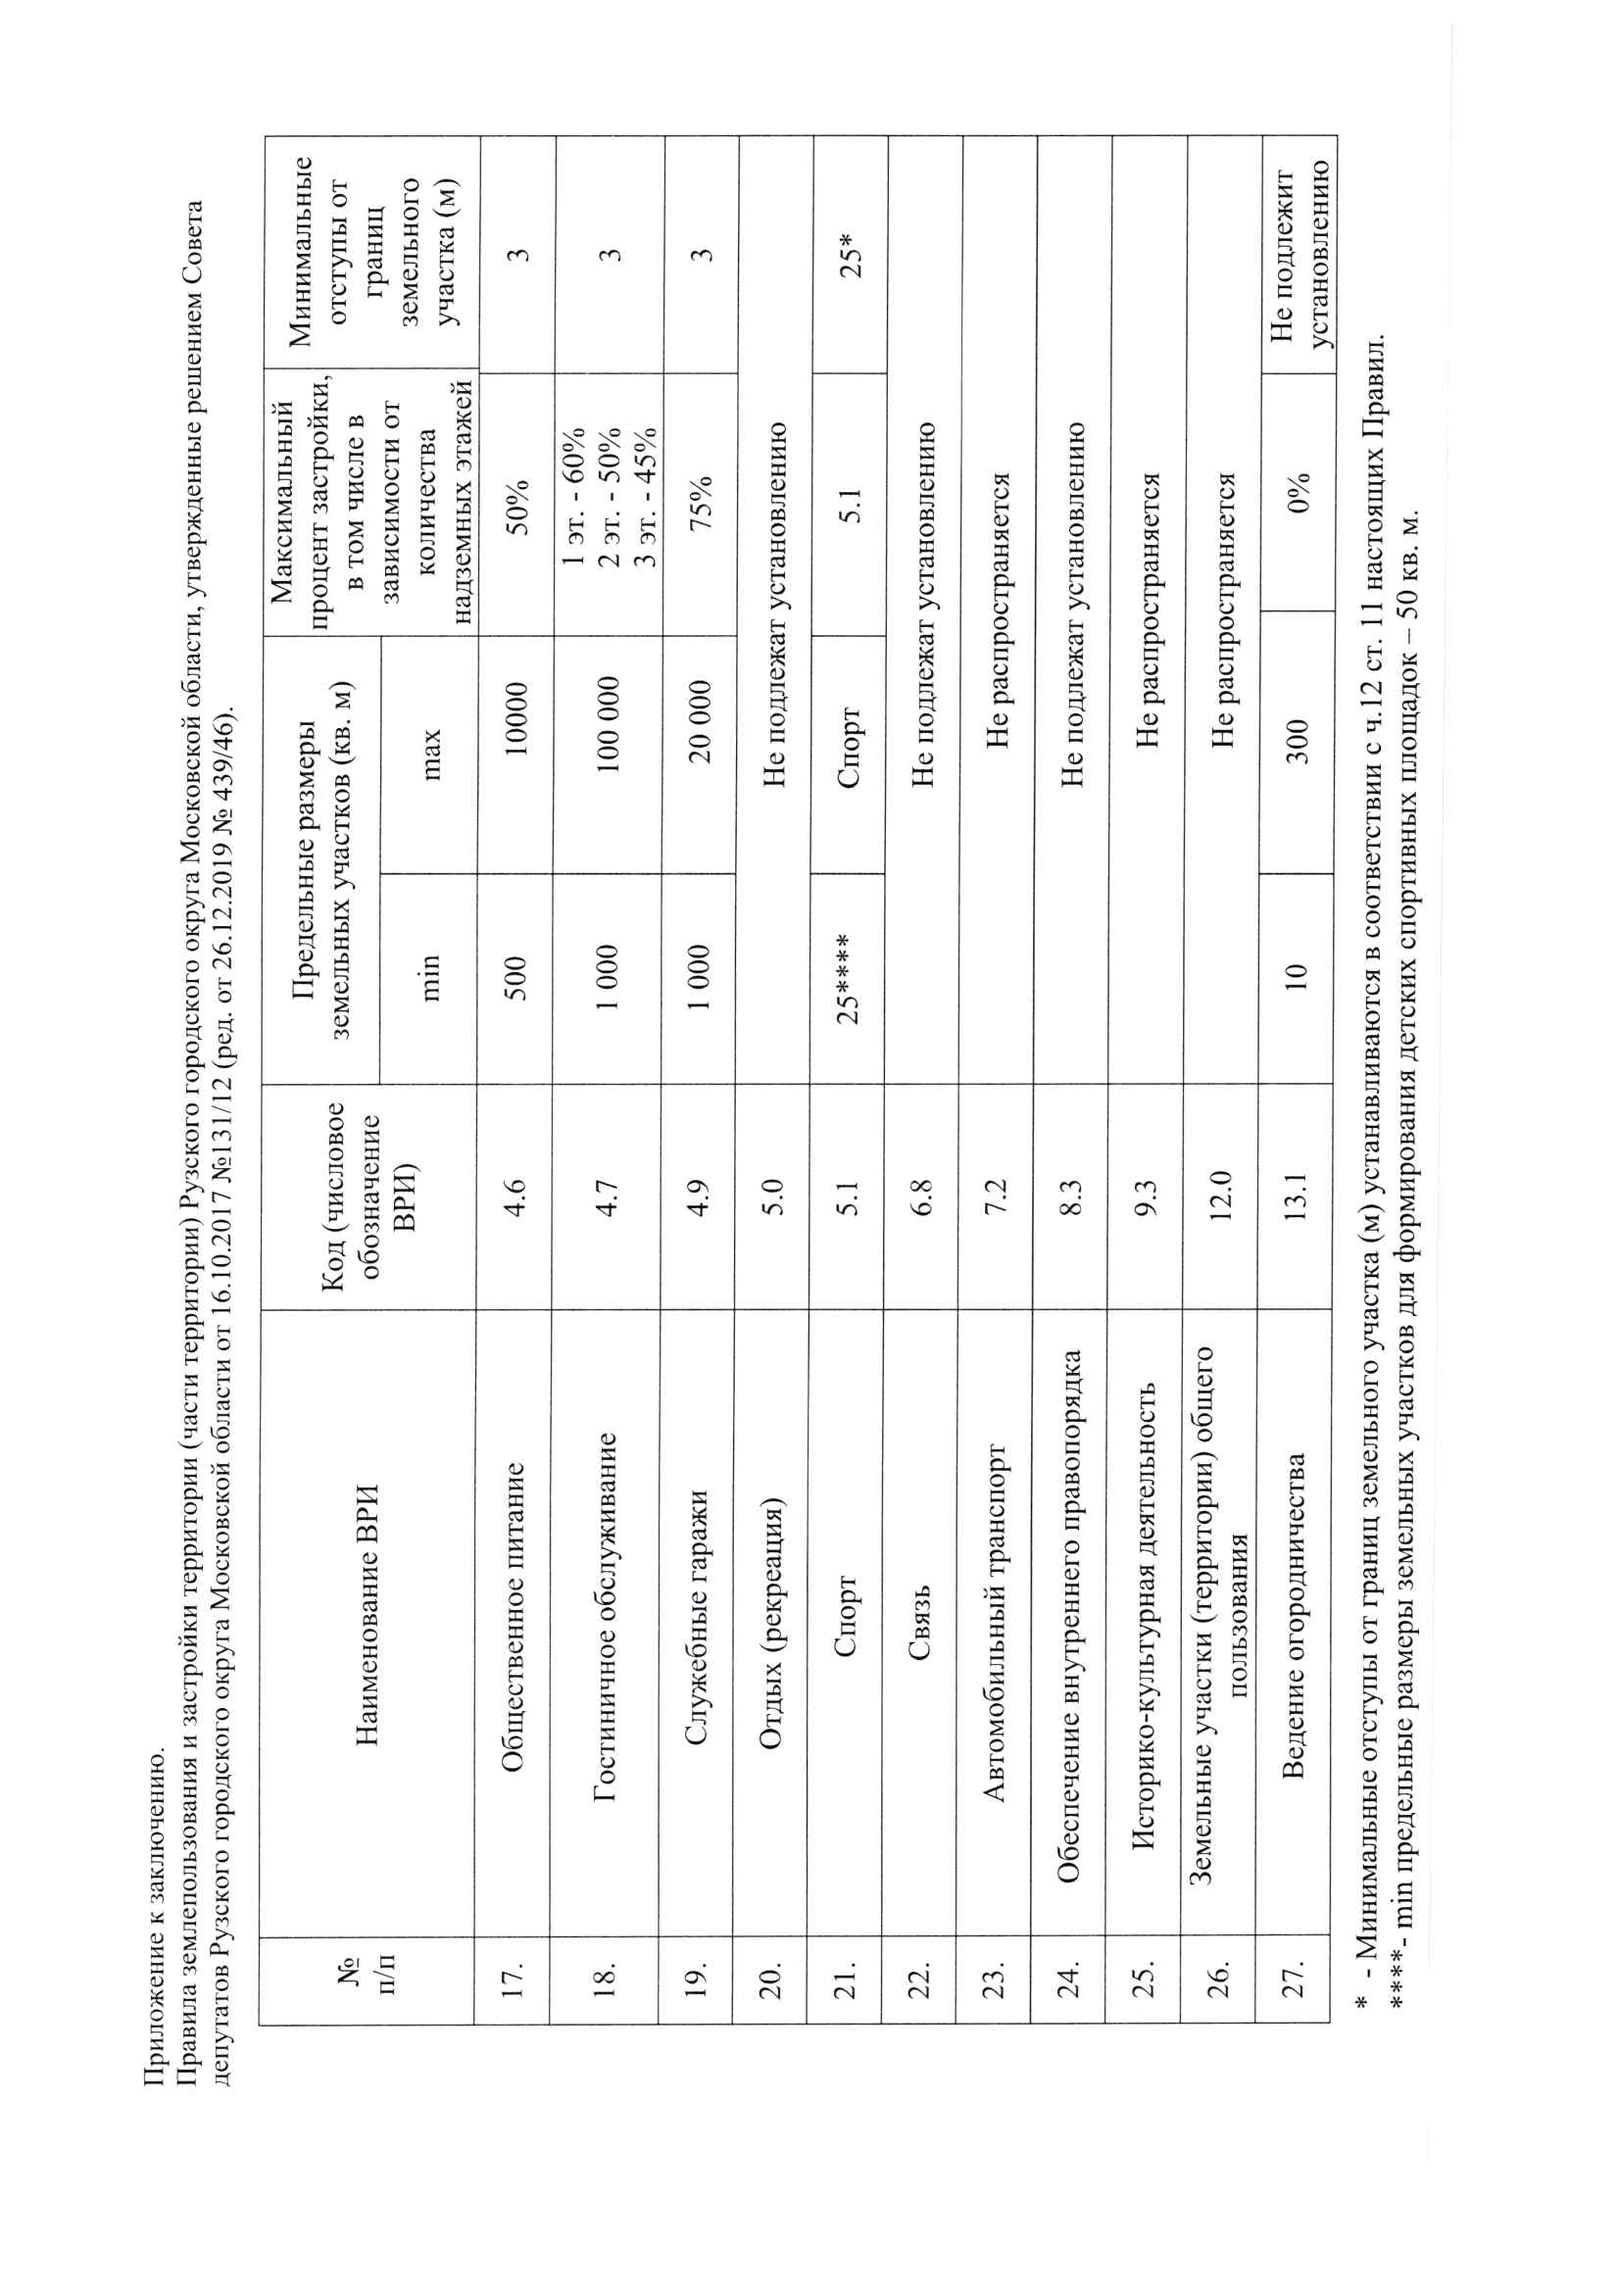 Приложение к заключению.
Правила землепользования и застройки территории (части территории) Рузского городского округа Московской области, утвержденные решением Совета
депутатов Рузского городского округа Московской области от 16.10.2017 №131/12 (ред. от 26.12.2019 № 439/46).
№
п/п
Наименование ВРИ
Код (числовое
обозначение
ВРИ)
Предельные размеры
земельных участков (кв. м)
min
max
Максимальный
процент застройки,
в том числе в
зависимости от
количества
надземных этажей
Минимальные
отступы от
границ
земельного
участка (м)
17. Общественное питание 4.6 500 10000 50% 3
18. Гостиничное обслуживание 4.7 1 000 100 000
1 эт. - 60%
2 эт. - 50%
3 эт. - 45%
3
19. Служебные гаражи 4.9 1 000 20 000 75% 3
20. Отдых (рекреация) 5.0 Не подлежат установлению
21. Спорт 5.1 25**** Спорт 5.1 25*
22. Связь 6.8 Не подлежат установлению
23. Автомобильный транспорт 7.2 Не распространяется
24. Обеспечение внутреннего правопорядка 8.3 Не подлежат установлению
25. Историко-культурная деятельность 9.3 Не распространяется
26. Земельные участки (территории) общего
пользования
12.0 Не распространяется
27. Ведение огородничества 13.1 10 300 0% Не подлежит
установлению
* - Минимальные отступы от границ земельного участка (м) устанавливаются в соответствии с ч.12 ст. 11 настоящих Правил.
****- min предельные размеры земельных участков для формирования детских спортивных площадок – 50 кв. м.